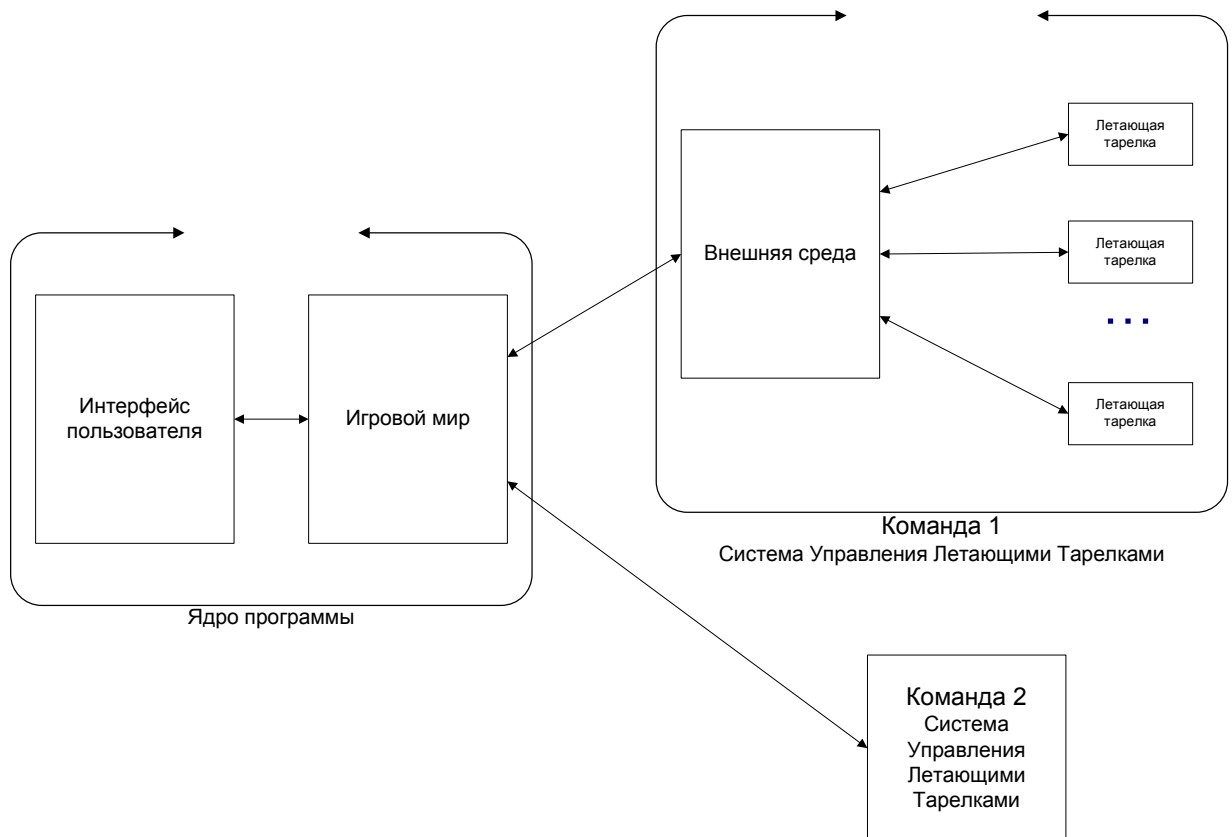 Летающая
тарелка
Летающая
тарелка
Внешняя среда
. . .
Летающая
тарелка
Интерфейс
пользователя
Игровой мир
Команда 1
Система Управления Летающими Тарелками
Ядро программы
Команда 2
Система
Управления
Летающими
Тарелками